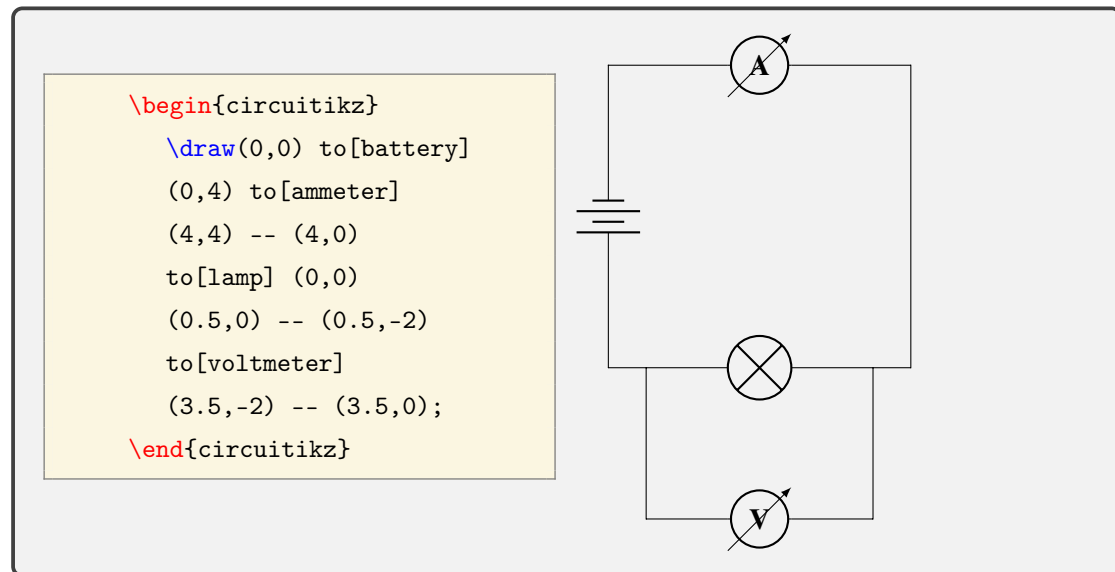 \begin{circuitikz}
\draw(0,0) to[battery]
(0,4) to[ammeter]
(4,4) -- (4,0)
to[lamp] (0,0)
(0.5,0) -- (0.5,-2)
to[voltmeter]
(3.5,-2) -- (3.5,0);
\end{circuitikz}
A
V